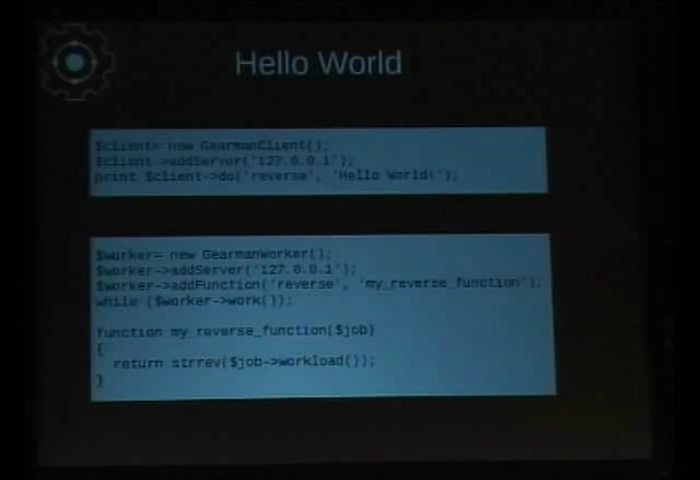 Hello World
$client= new GearmanClient();
$client->addServer('127.0.0.1');
print $client->do('reverse', 'Hello World!');
$worker= new GearmanWorker();
$worker->addServer('127.0.0.1');
$worker->addFunction('reverse', 'my_reverse_function');
while ($worker->work());
function my_reverse_function($job)
{
return strrev($job->workload());
}